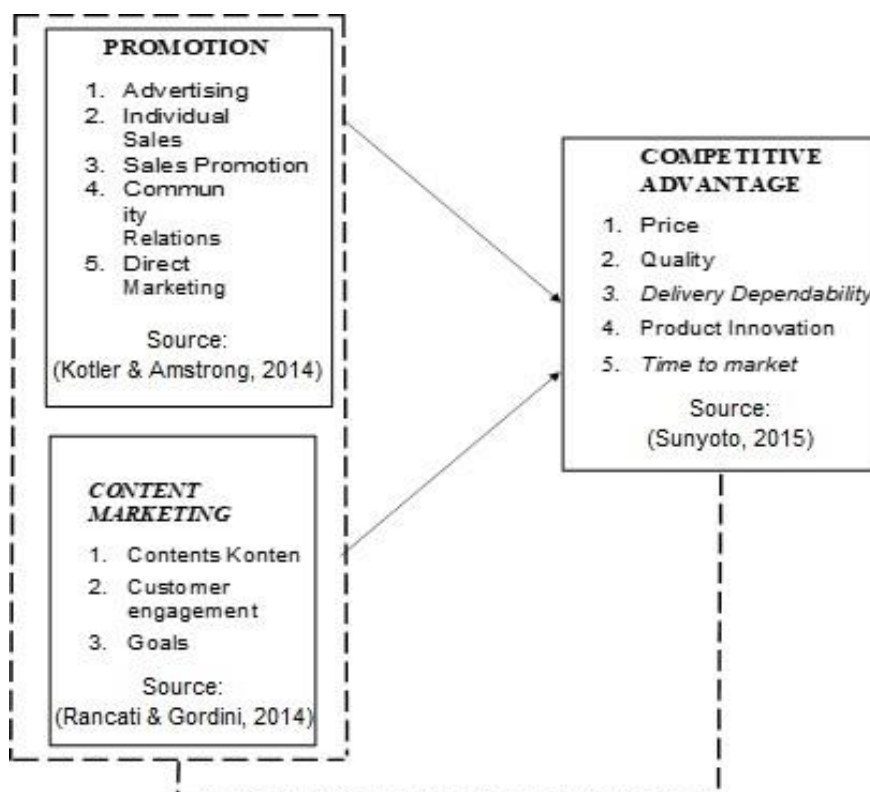 PROMOTION
1. Advertising
2. Individual
Sales
3. Sales Promotion
4. Commun
ity
Relations
5. Direct
Marketing
Source:
(Kotler & Amstrong, 2014)
CONTENT
MARKETING
1. Contents Konten
2. Customer
engagement
3. Goals
Source:
(Rancati & Gordini, 2014)
COMPETITIVE
ADVANTAGE
1. Price
2. Quality
3. Delivery Dependability
4. Product Innovation
5. Time to market
Source:
(Sunyoto, 2015)